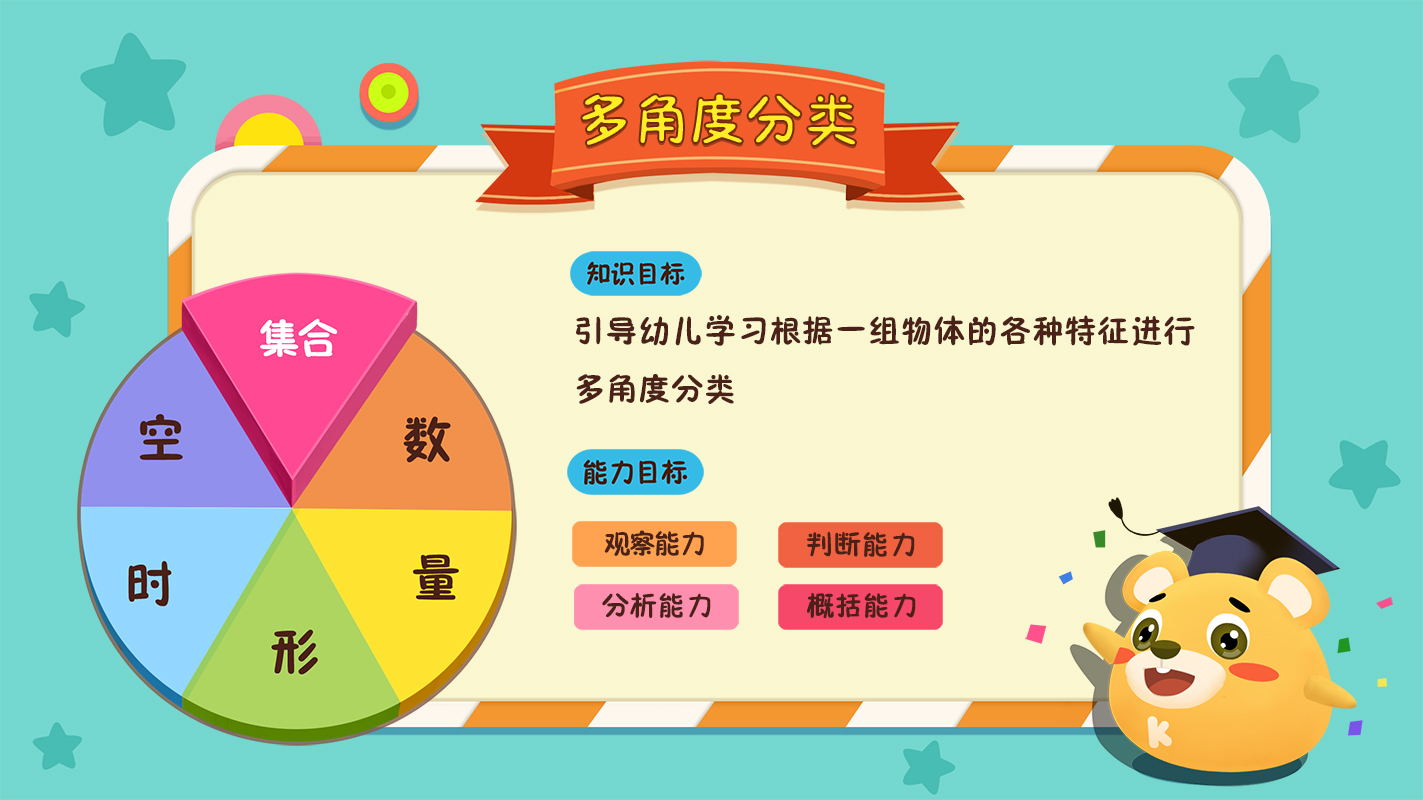 多角度分类
集合
空
数
时
量
形
知识目标
引导幼儿学习根据一组物体的各种特征进行
多角度分类
能力目标
观察能力
判断能力
分析能力
概括能力
K